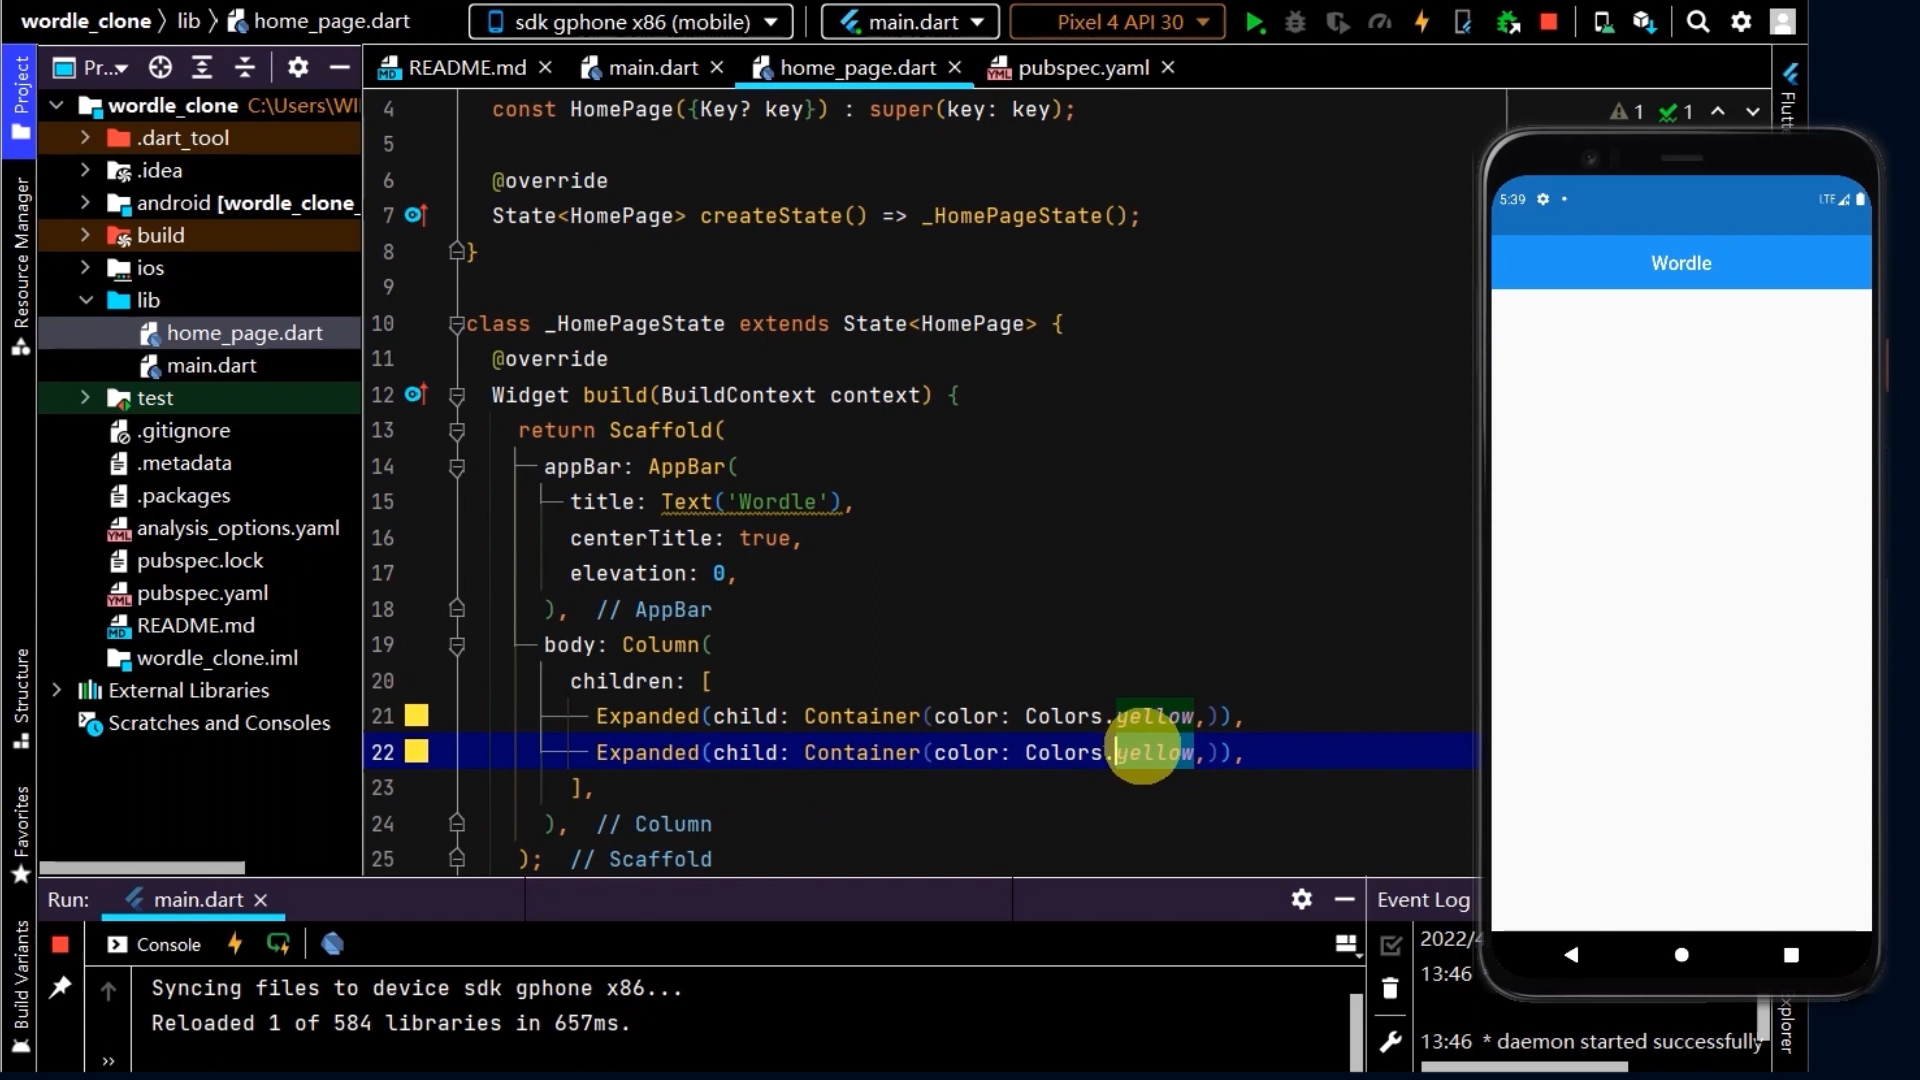 wordle_clone lib home_page.dart
sdk gphone x86 (mobile)
main.dart
Pixel 4 API 30
Project
Resource Manager
Structure
Favorites
Build Variants
Pr...
wordle_clone C:\Users\WI
.dart_tool
.idea
android [wordle_clone_
build
ios
lib
home_page.dart
main.dart
test
.gitignore
.metadata
.packages
analysis_options.yaml
pubspec.lock
pubspec.yaml
README.md
wordle_clone.iml
External Libraries
Scratches and Consoles
README.md
main.dart
home_page.dart
pubspec.yaml
1 1
4 const HomePage({Key? key}) : super(key: key);
5
6 @override
7 State<HomePage> createState() => _HomePageState();
8 }
9
10 class _HomePageState extends State<HomePage> {
11 @override
12 Widget build(BuildContext context) {
13 return Scaffold(
14 appBar: AppBar(
15 title: Text('Wordle'),
16 centerTitle: true,
17 elevation: 0,
18 ), // AppBar
19 body: Column(
20 children: [
21 Expanded(child: Container(color: Colors.yellow,)),
22 Expanded(child: Container(color: Colors.yellow,)),
23 ],
24 ), // Column
25 ); // Scaffold
5:39
LTE
Wordle
Run: main.dart
Console
Syncing files to device sdk gphone x86...
Reloaded 1 of 584 libraries in 657ms.
Event Log
2022/4
13:46
13:46 * daemon started successfully